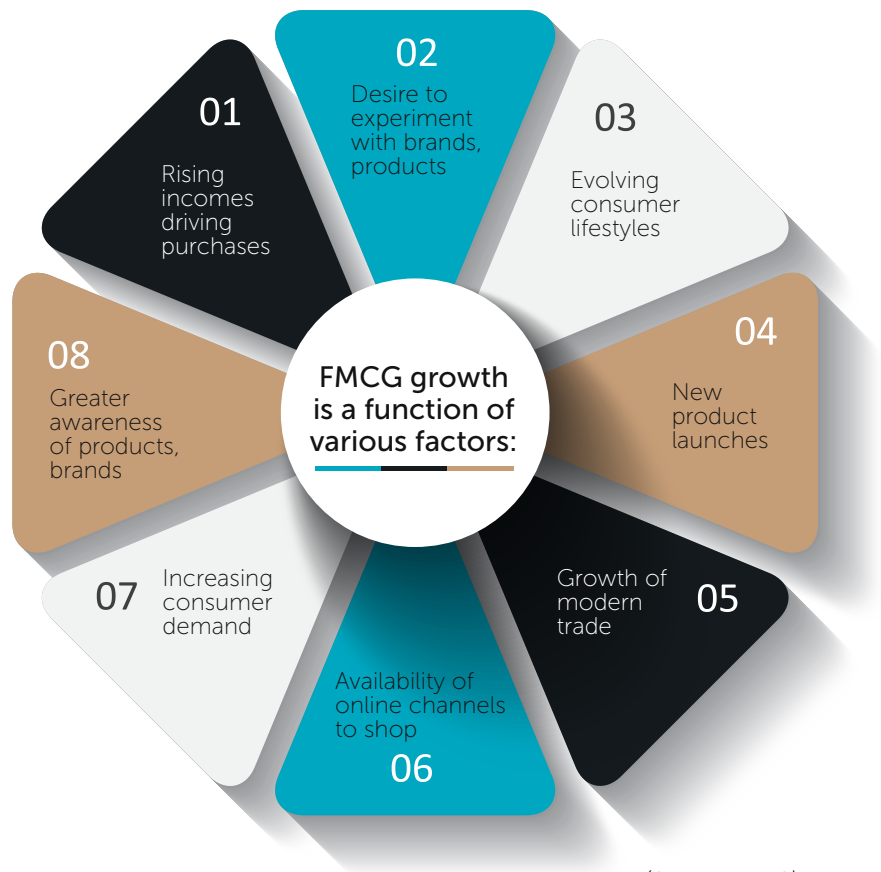 FMCG growth
is a function of
various factors:
01
Rising
incomes
driving
purchases
02
Desire to
experiment
with brands,
products
03
Evolving
consumer
lifestyles
04
New
product
launches
05
Growth of
modern
trade
Availability of
online channels
to shop
06
07
Increasing
consumer
demand
08
Greater
awareness
of products,
brands